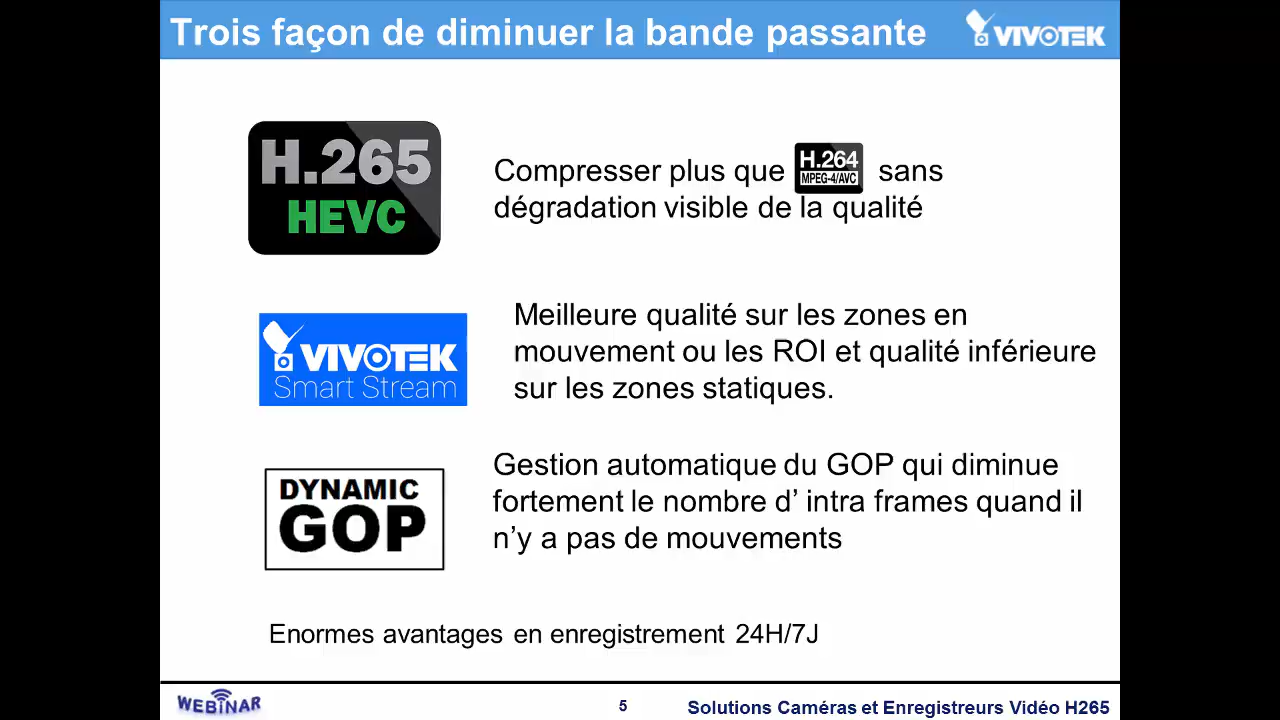 Trois façon de diminuer la bande passante
VIVOTEK
H.265
HEVC
Compresser plus que H.264 MPEG-4/AVC sans
dégradation visible de la qualité
VIVOTEK
Smart Stream
Meilleure qualité sur les zones en
mouvement ou les ROI et qualité inférieure
sur les zones statiques.
DYNAMIC
GOP
Gestion automatique du GOP qui diminue
fortement le nombre d’ intra frames quand il
n’y a pas de mouvements
Enormes avantages en enregistrement 24H/7J
WEBINAR
5
Solutions Caméras et Enregistreurs Vidéo H265